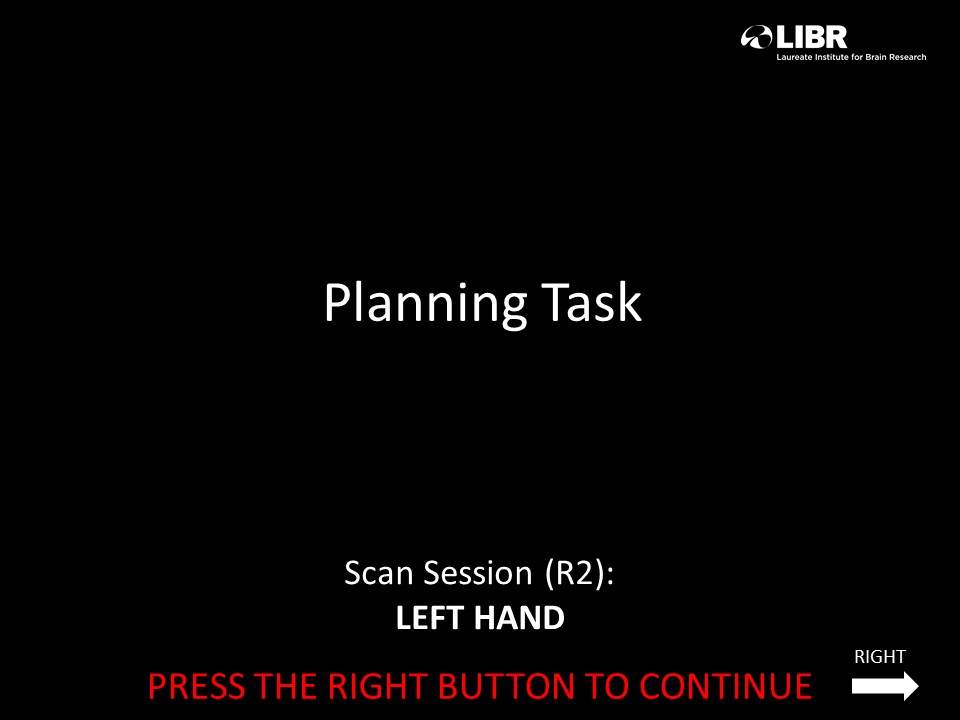 LIBR
Laureate Institute for Brain Research
Planning Task
Scan Session (R2):
LEFT HAND
RIGHT
PRESS THE RIGHT BUTTON TO CONTINUE